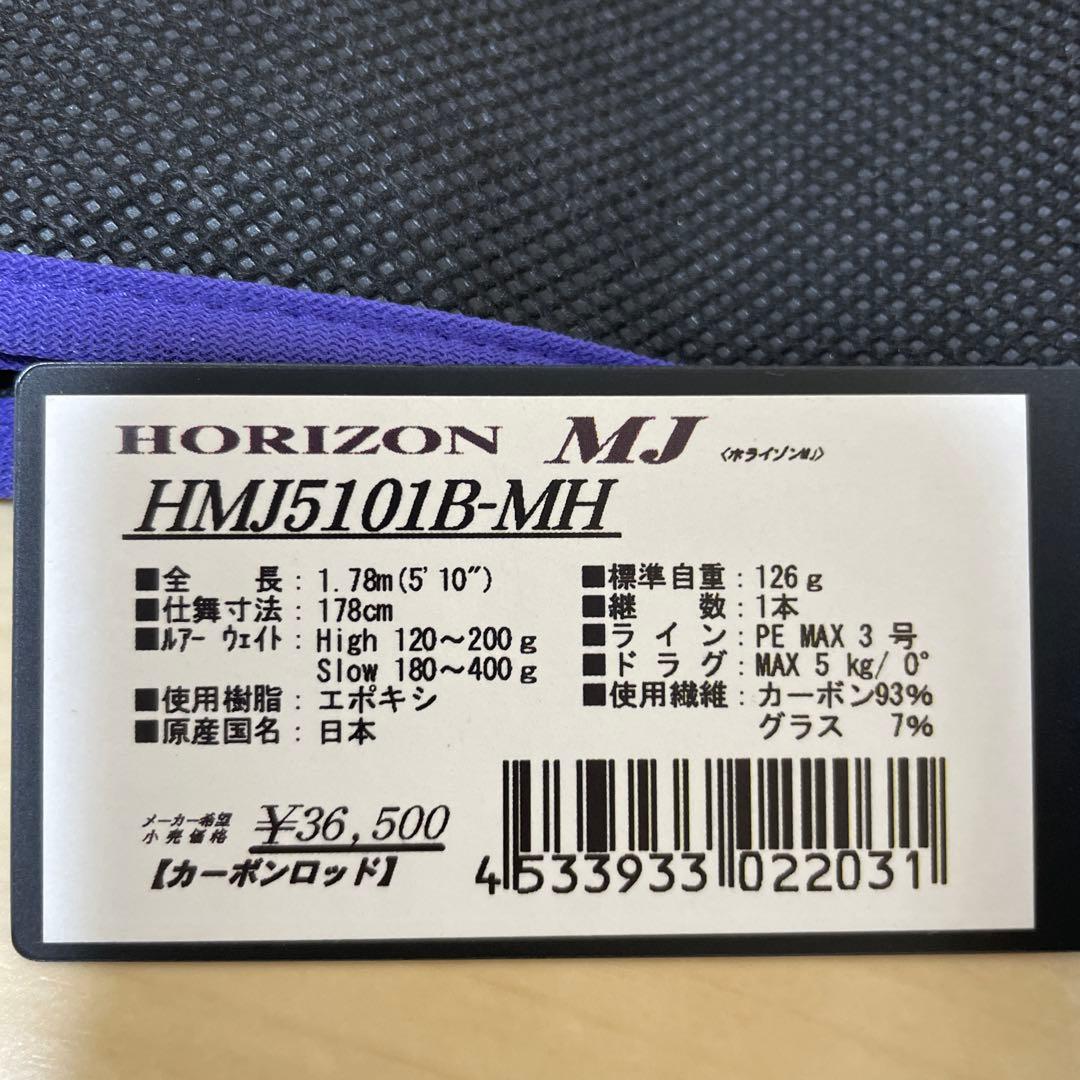 HORIZON MJ 〈ホライゾンMJ〉
HMJ5101B-MH
■全　　長：1.78m(5'10")
■仕舞寸法：178cm
■ルアーウェイト：High 120～200g
Slow 180～400g
■使用樹脂：エポキシ
■原産国名：日本
■標準自重：126g
■継　　数：1本
■ライン：PE MAX 3 号
■ドラグ：MAX 5 kg/ 0°
■使用繊維：カーボン93%
グラス　7%
メーカー希望
小売価格 ¥36,500
【カーボンロッド】
4 533933 022031